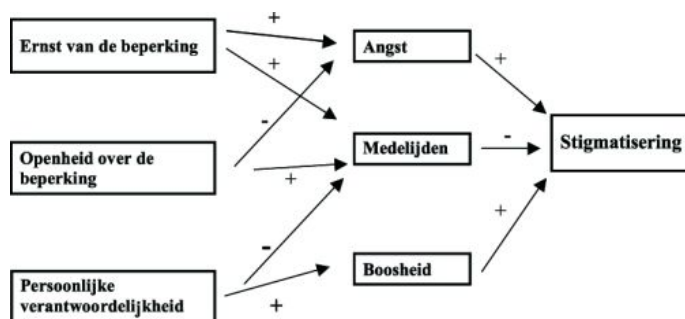 Ernst van de beperking
+
+
Angst
+
-
Openheid over de
beperking
+
Medelijden
-
Stigmatisering
-
+
Persoonlijke
verantwoordelijkheid
+
Boosheid